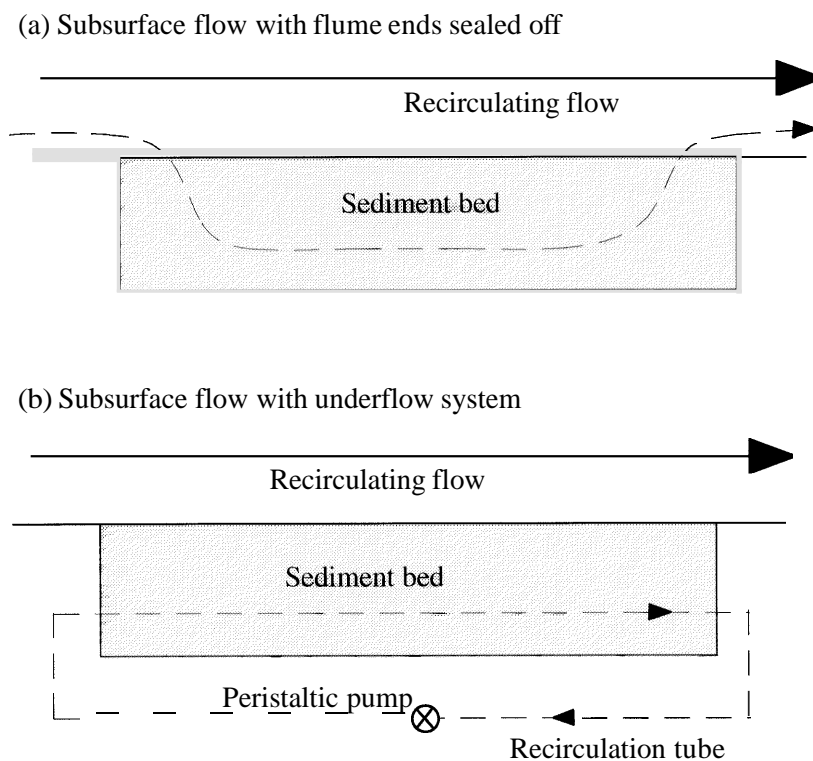 (a) Subsurface flow with flume ends sealed off
Recirculating flow
Sediment bed
(b) Subsurface flow with underflow system
Recirculating flow
Sediment bed
Peristaltic pump
Recirculation tube